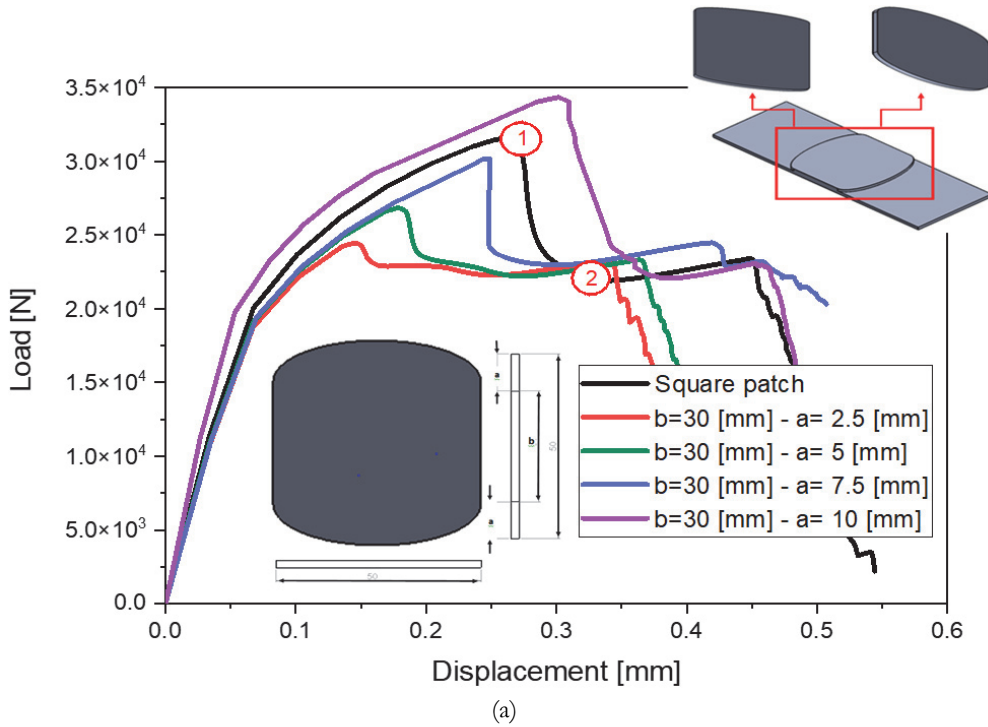 3.5×10⁴
3.0×10⁴
2.5×10⁴
2.0×10⁴
1.5×10⁴
1.0×10⁴
5.0×10³
0.0
Load [N]
1
2
a
b
50
a
50
Square patch
b=30 [mm] - a= 2.5 [mm]
b=30 [mm] - a= 5 [mm]
b=30 [mm] - a= 7.5 [mm]
b=30 [mm] - a= 10 [mm]
0.0 0.1 0.2 0.3 0.4 0.5 0.6
Displacement [mm]
(a)